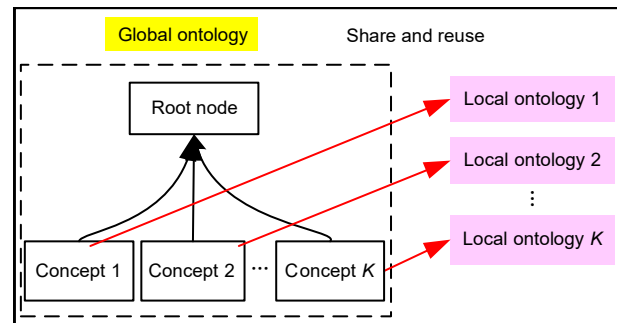 Global ontology
Share and reuse
Root node
Local ontology 1
Local ontology 2
⋮
Local ontology K
Concept 1
Concept 2
...
Concept K